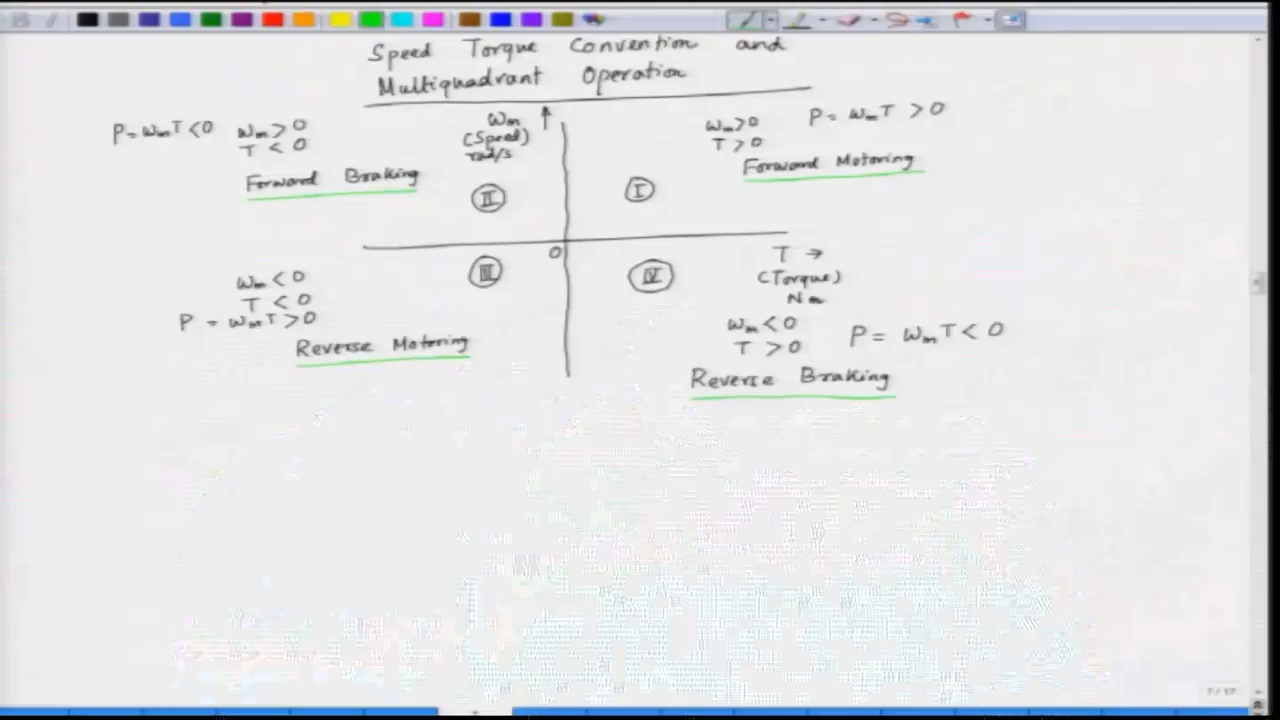 Speed Torque Convention and
Multiquadrant Operation
P = ωmT < 0
ωm > 0
T < 0
Forward Braking
ωm
(Speed)
rad/s
II
ωm > 0
T > 0
P = ωmT > 0
Forward Motoring
I
0
T →
(Torque)
Nm
III
ωm < 0
T < 0
P = ωmT > 0
Reverse Motoring
IV
ωm < 0
T > 0
P = ωmT < 0
Reverse Braking
7 / 17